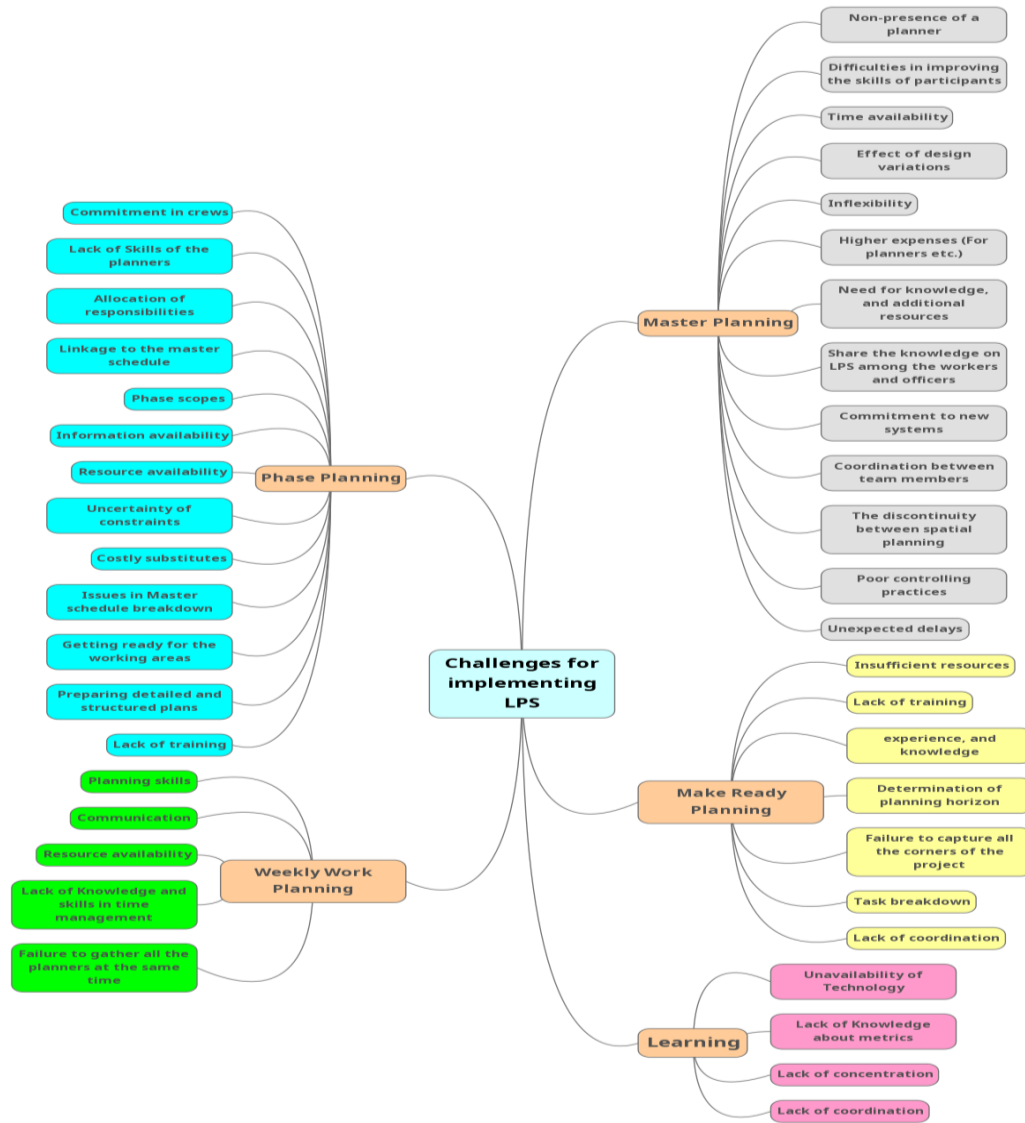 Challenges for
implementing
LPS
Master Planning
Non-presence of a
planner
Difficulties in improving
the skills of participants
Time availability
Effect of design
variations
Inflexibility
Higher expenses (For
planners etc.)
Need for knowledge,
and additional
resources
Share the knowledge on
LPS among the workers
and officers
Commitment to new
systems
Coordination between
team members
The discontinuity
between spatial
planning
Poor controlling
practices
Unexpected delays
Make Ready
Planning
Insufficient resources
Lack of training
experience, and
knowledge
Determination of
planning horizon
Failure to capture all
the corners of the
project
Task breakdown
Lack of coordination
Learning
Unavailability of
Technology
Lack of Knowledge
about metrics
Lack of concentration
Lack of coordination
Phase Planning
Commitment in crews
Lack of Skills of the
planners
Allocation of
responsibilities
Linkage to the master
schedule
Phase scopes
Information availability
Resource availability
Uncertainty of
constraints
Costly substitutes
Issues in Master
schedule breakdown
Getting ready for the
working areas
Preparing detailed and
structured plans
Lack of training
Weekly Work
Planning
Planning skills
Communication
Resource availability
Lack of Knowledge and
skills in time
management
Failure to gather all the
planners at the same
time